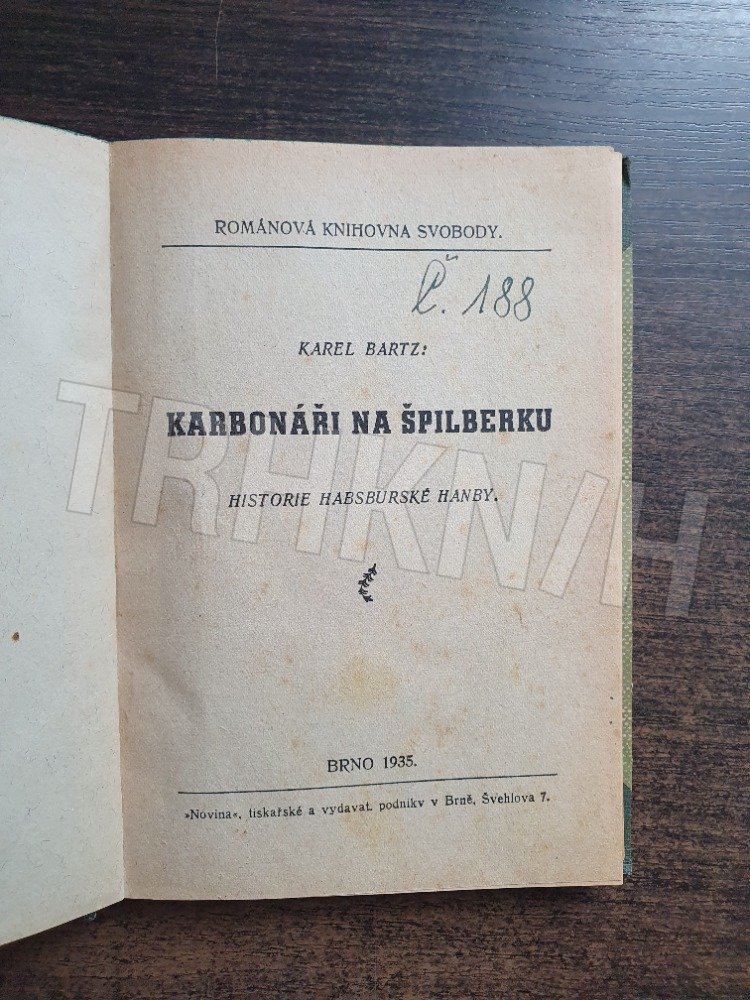 ROMÁNOVÁ KNIHOVNA SVOBODY.
Č. 188
KAREL BARTZ:
KARBONÁŘI NA ŠPILBERKU
HISTORIE HABSBURSKÉ HANBY.
BRNO 1935.
»Novina«, tiskařské a vydavat. podniky v Brně, Švehlova 7.
TRHKNIH